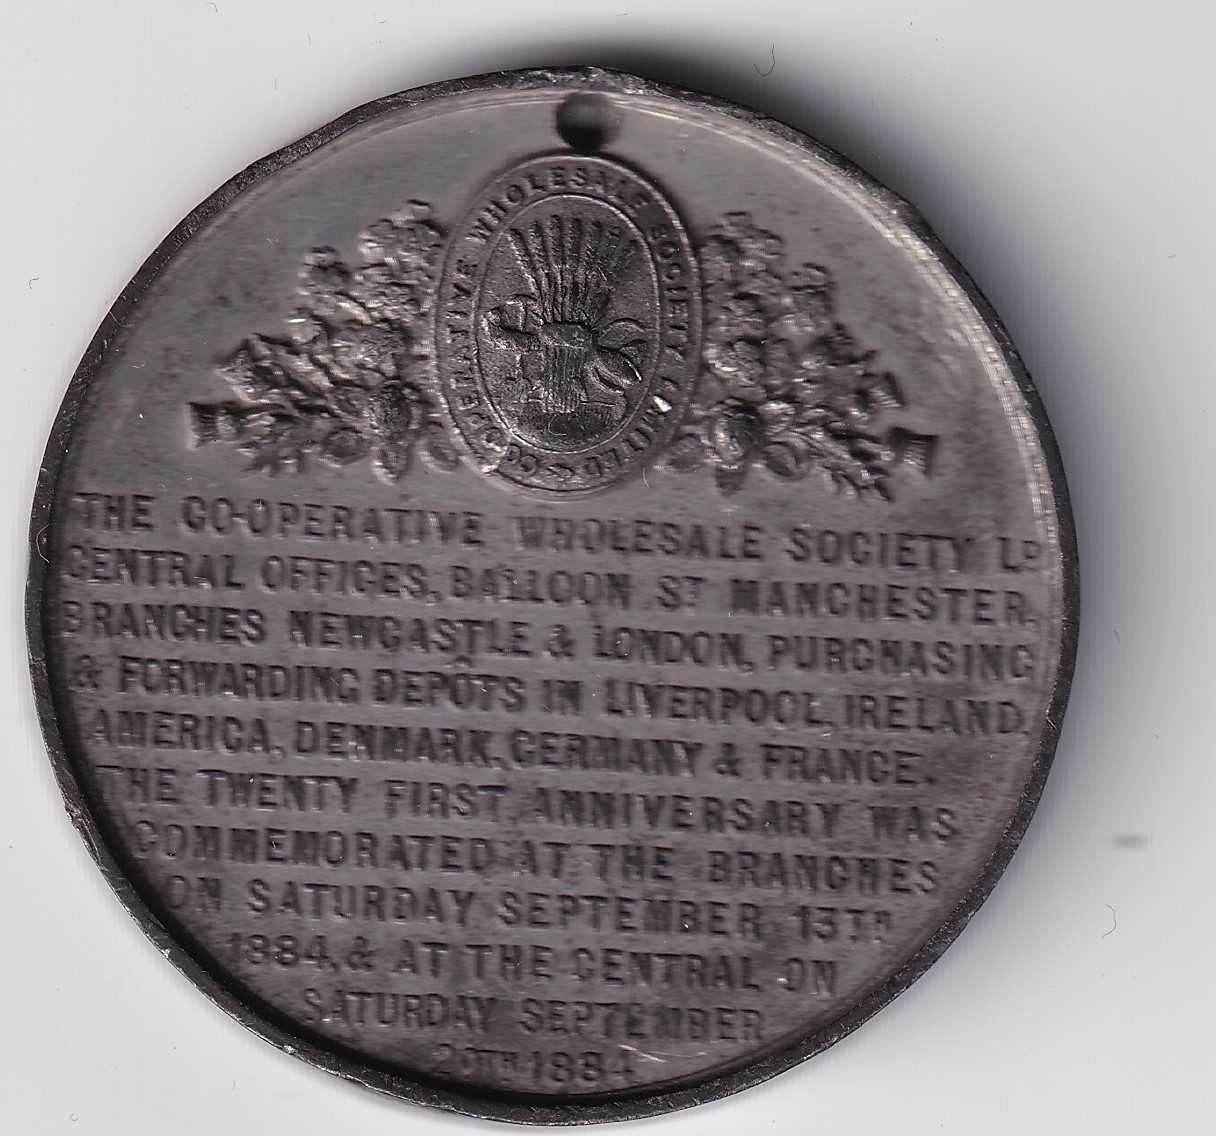 CO-OPERATIVE WHOLESALE SOCIETY LIMITED
THE CO-OPERATIVE WHOLESALE SOCIETY LD
CENTRAL OFFICES, BALLOON ST MANCHESTER,
BRANCHES NEWCASTLE & LONDON, PURCHASING
& FORWARDING DEPÔTS IN LIVERPOOL, IRELAND
AMERICA, DENMARK, GERMANY & FRANCE.
THE TWENTY FIRST ANNIVERSARY WAS
COMMEMORATED AT THE BRANCHES
ON SATURDAY SEPTEMBER 13TH
1884, & AT THE CENTRAL ON
SATURDAY SEPTEMBER
20TH 1884